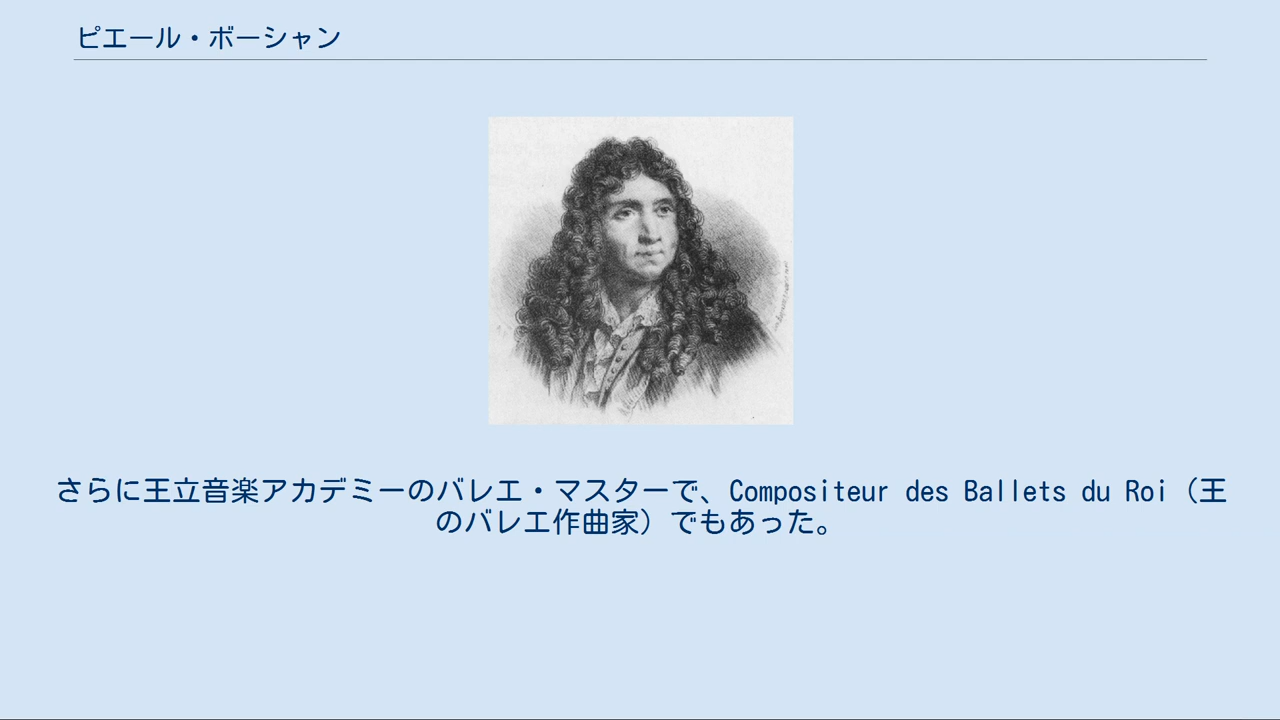 ピエール・ボーシャン
さらに王立音楽アカデミーのバレエ・マスターで、Compositeur des Ballets du Roi（王
のバレエ作曲家）でもあった。